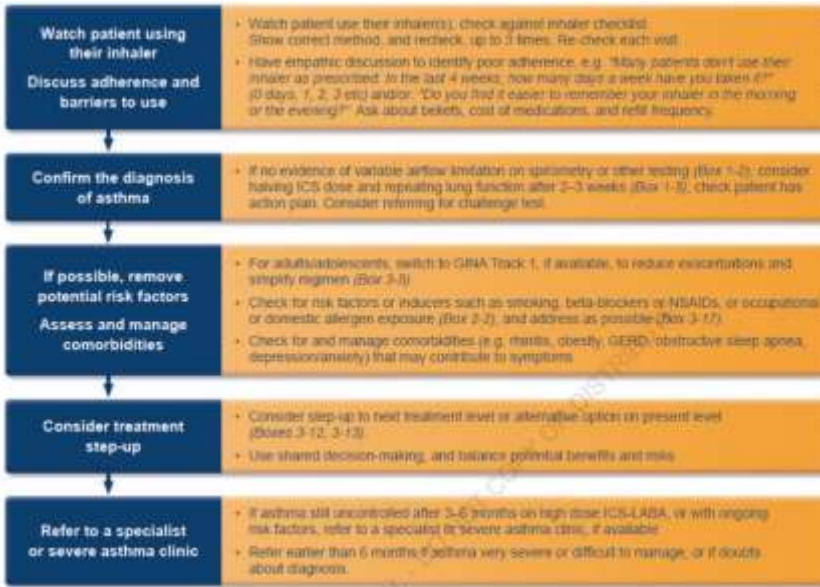 Watch patient using
their inhaler
Discuss adherence and
barriers to use
• Watch patient use their inhaler(s), check against inhaler checklist.
Show correct method, and recheck, up to 3 times. Re-check each visit.
• Have empathic discussion to identify poor adherence, e.g. "Many patients don't use their
inhaler as prescribed. In the last 4 weeks, how many days a week have you taken it?"
(0 days, 1, 2, 3 etc) and/or: "Do you find it easier to remember your inhaler in the morning
or the evening?" Ask about beliefs, cost of medications, and refill frequency.
Confirm the diagnosis
of asthma
• If no evidence of variable airflow limitation on spirometry or other testing (Box 1-2), consider
halving ICS dose and repeating lung function after 2–3 weeks (Box 1-5), check patient has
action plan. Consider referring for challenge test.
If possible, remove
potential risk factors
Assess and manage
comorbidities
• For adults/adolescents, switch to GINA Track 1, if available, to reduce exacerbations and
simplify regimen (Box 3-5)
• Check for risk factors or inducers such as smoking, beta-blockers or NSAIDs, or occupational
or domestic allergen exposure (Box 2-2), and address as possible (Box 3-17).
• Check for and manage comorbidities (e.g. rhinitis, obesity, GERD, obstructive sleep apnea,
depression/anxiety) that may contribute to symptoms
Consider treatment
step-up
• Consider step-up to next treatment level or alternative option on present level
(Boxes 3-12, 3-13).
• Use shared decision-making, and balance potential benefits and risks.
Refer to a specialist
or severe asthma clinic
• If asthma still uncontrolled after 3–6 months on high dose ICS-LABA, or with ongoing
risk factors, refer to a specialist or severe asthma clinic, if available
• Refer earlier than 6 months if asthma very severe or difficult to manage, or if doubts
about diagnosis.